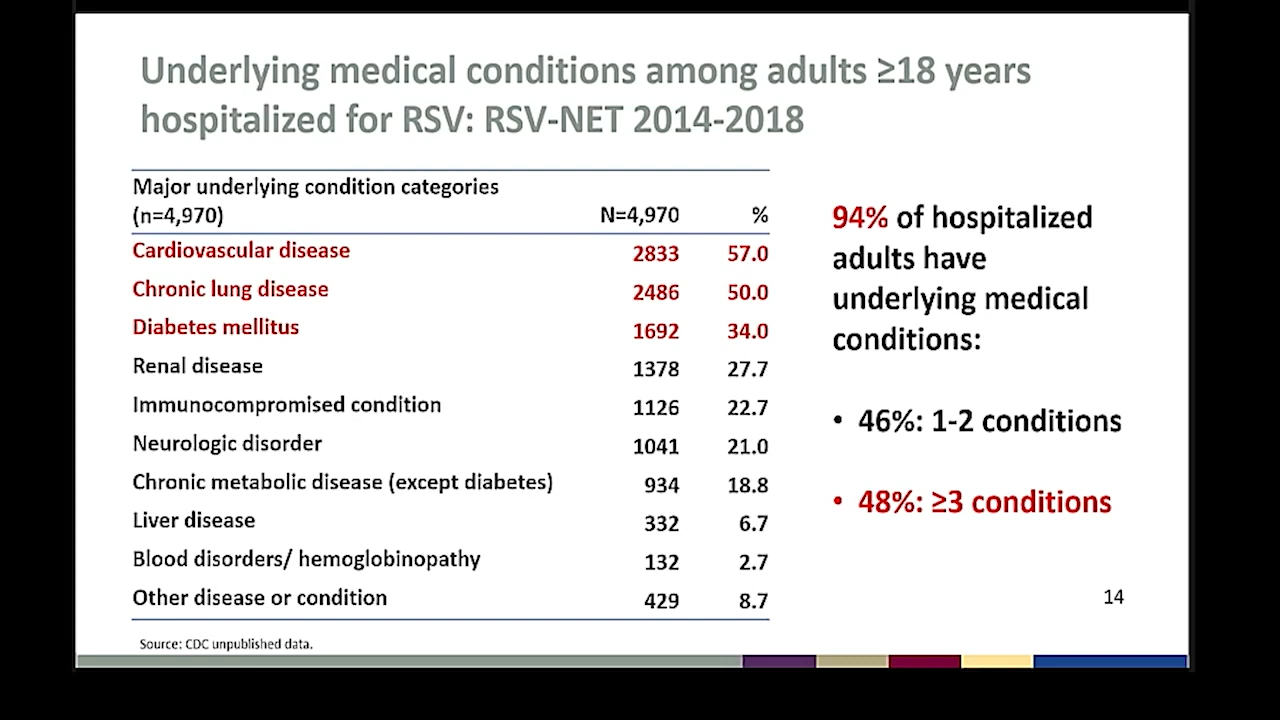 Underlying medical conditions among adults ≥18 years
hospitalized for RSV: RSV-NET 2014-2018
Major underlying condition categories
(n=4,970) N=4,970 %
Cardiovascular disease 2833 57.0
Chronic lung disease 2486 50.0
Diabetes mellitus 1692 34.0
Renal disease 1378 27.7
Immunocompromised condition 1126 22.7
Neurologic disorder 1041 21.0
Chronic metabolic disease (except diabetes) 934 18.8
Liver disease 332 6.7
Blood disorders/ hemoglobinopathy 132 2.7
Other disease or condition 429 8.7
94% of hospitalized
adults have
underlying medical
conditions:
• 46%: 1-2 conditions
• 48%: ≥3 conditions
14
Source: CDC unpublished data.